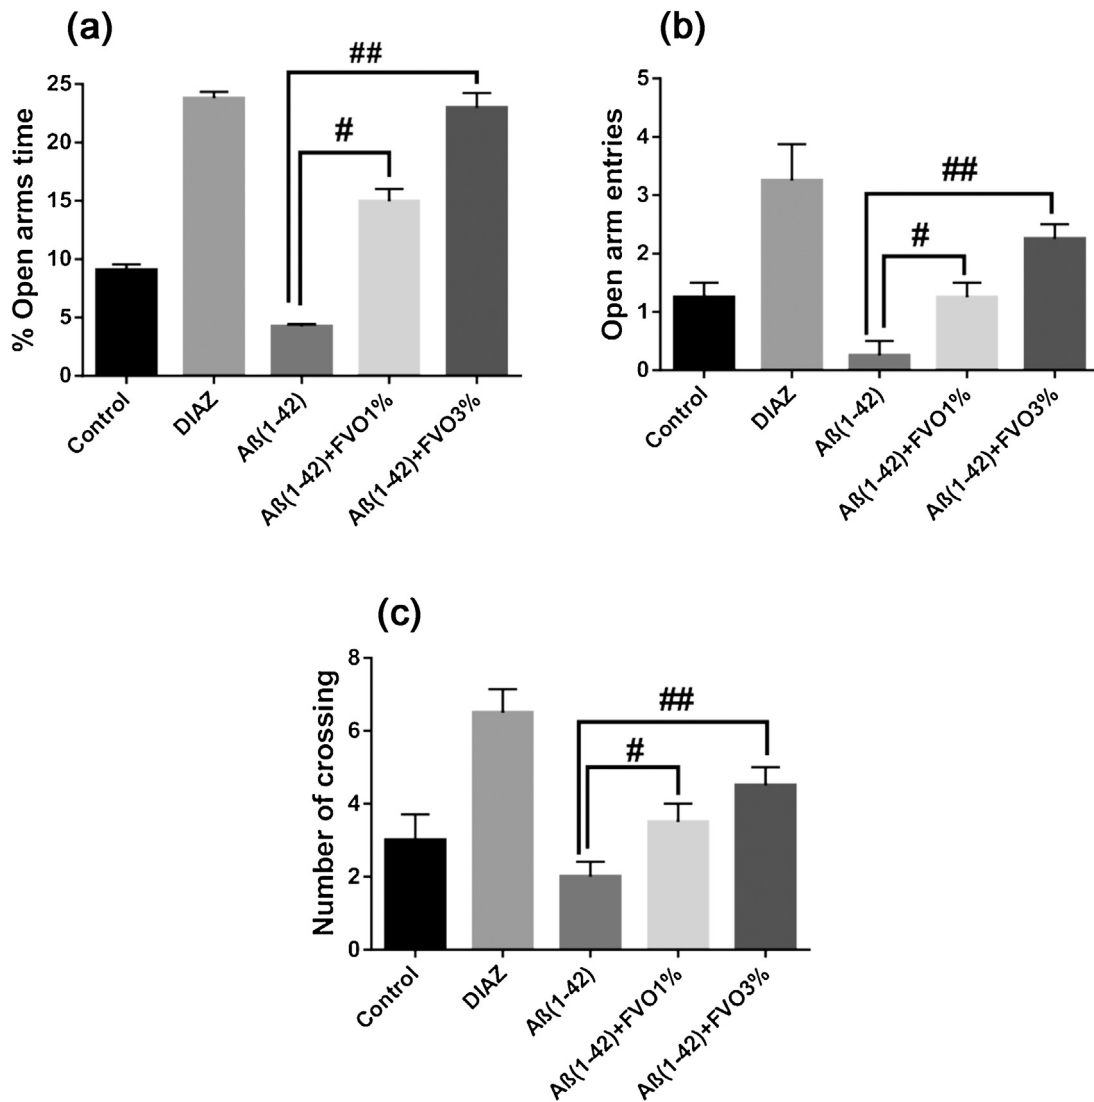 (a)
% Open arms time
25
20
15
10
5
0
##
#
Control
DIAZ
Aß(1-42)
Aß(1-42)+FVO1%
Aß(1-42)+FVO3%
(b)
Open arm entries
5
4
3
2
1
0
##
#
Control
DIAZ
Aß(1-42)
Aß(1-42)+FVO1%
Aß(1-42)+FVO3%
(c)
Number of crossing
8
6
4
2
0
##
#
Control
DIAZ
Aß(1-42)
Aß(1-42)+FVO1%
Aß(1-42)+FVO3%